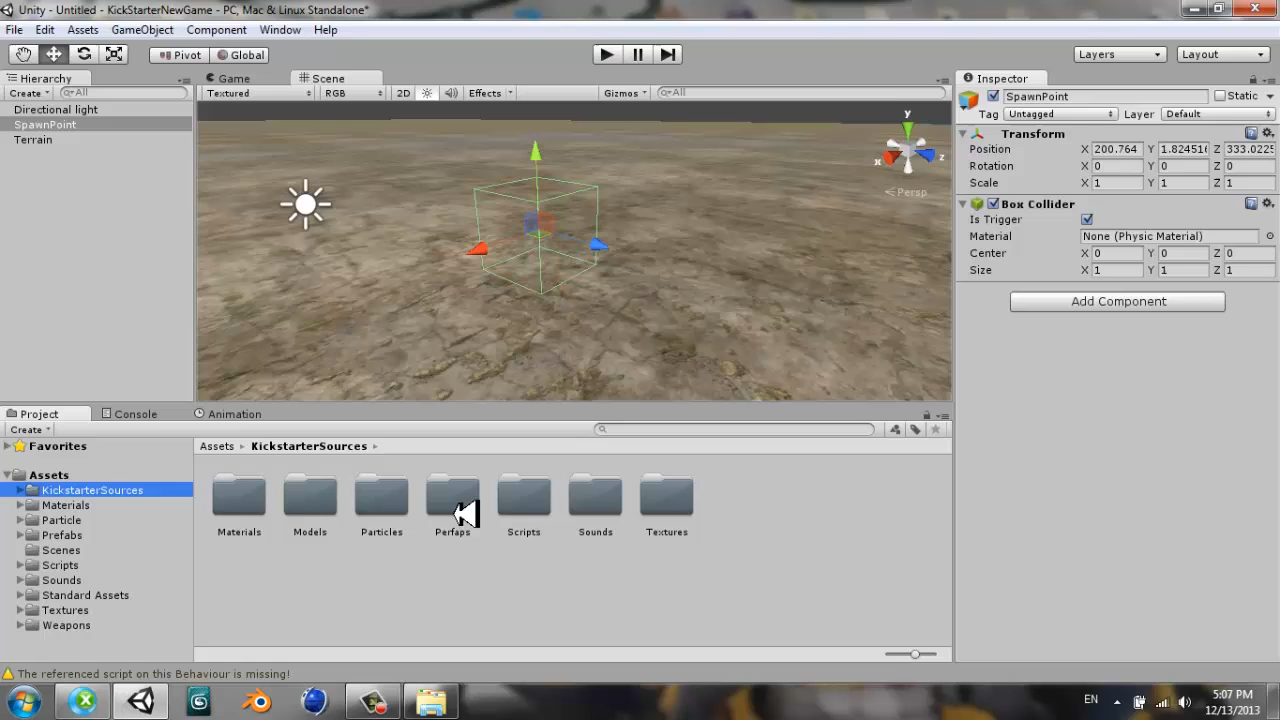 Unity - Untitled - KickStarterNewGame - PC, Mac & Linux Standalone*
File Edit Assets GameObject Component Window Help
Pivot Global Layers Layout
Hierarchy Game Scene Inspector
Create All Textured RGB 2D Effects Gizmos All SpawnPoint Static
Directional light
SpawnPoint
Terrain
Tag Untagged Layer Default
Transform
Position X 200.764 Y 1.82451 Z 333.0225
Rotation X 0 Y 0 Z 0
Scale X 1 Y 1 Z 1
Box Collider
Is Trigger
Material None (Physic Material)
Center X 0 Y 0 Z 0
Size X 1 Y 1 Z 1
Add Component
y
x z
Persp
Project Console Animation
Create
Favorites Assets KickstarterSources
Assets
KickstarterSources
Materials
Particle
Prefabs
Scenes
Scripts
Sounds
Standard Assets
Textures
Weapons
Materials Models Particles Perfaps Scripts Sounds Textures
The referenced script on this Behaviour is missing!
EN 5:07 PM
12/13/2013